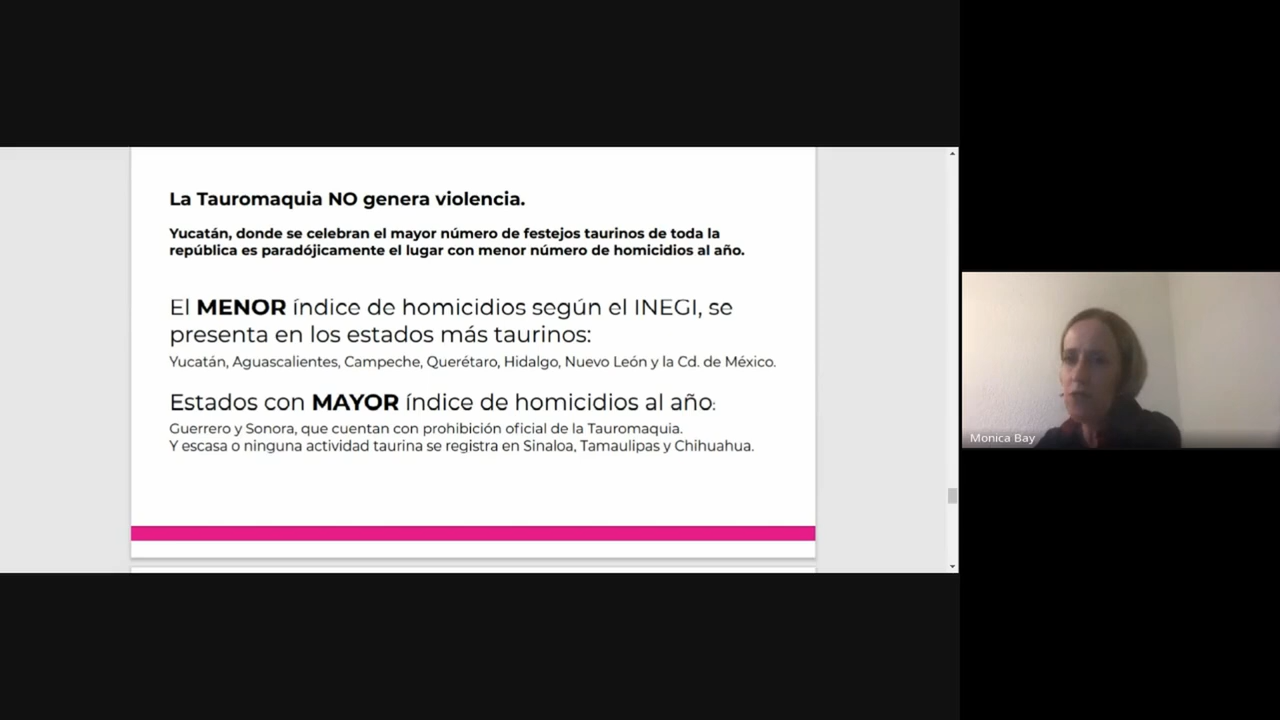 La Tauromaquia NO genera violencia.
Yucatán, donde se celebran el mayor número de festejos taurinos de toda la
república es paradójicamente el lugar con menor número de homicidios al año.
El MENOR índice de homicidios según el INEGI, se
presenta en los estados más taurinos:
Yucatán, Aguascalientes, Campeche, Querétaro, Hidalgo, Nuevo León y la Cd. de México.
Estados con MAYOR índice de homicidios al año:
Guerrero y Sonora, que cuentan con prohibición oficial de la Tauromaquia.
Y escasa o ninguna actividad taurina se registra en Sinaloa, Tamaulipas y Chihuahua.
Monica Bay